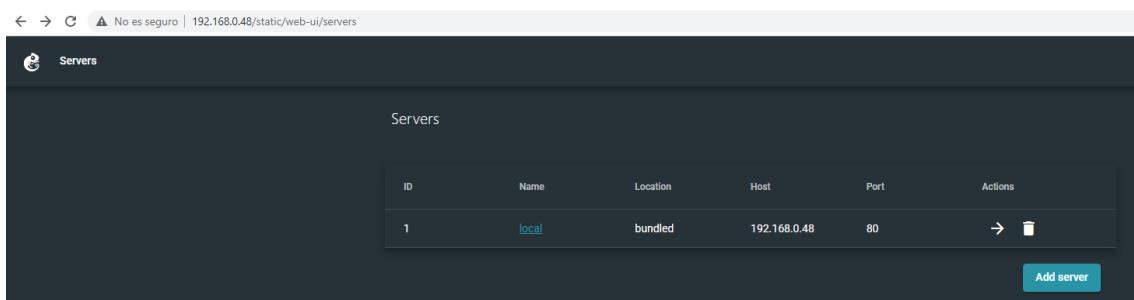 No es seguro | 192.168.0.48/static/web-ui/servers
Servers
Servers
ID Name Location Host Port Actions
1 local bundled 192.168.0.48 80
Add server